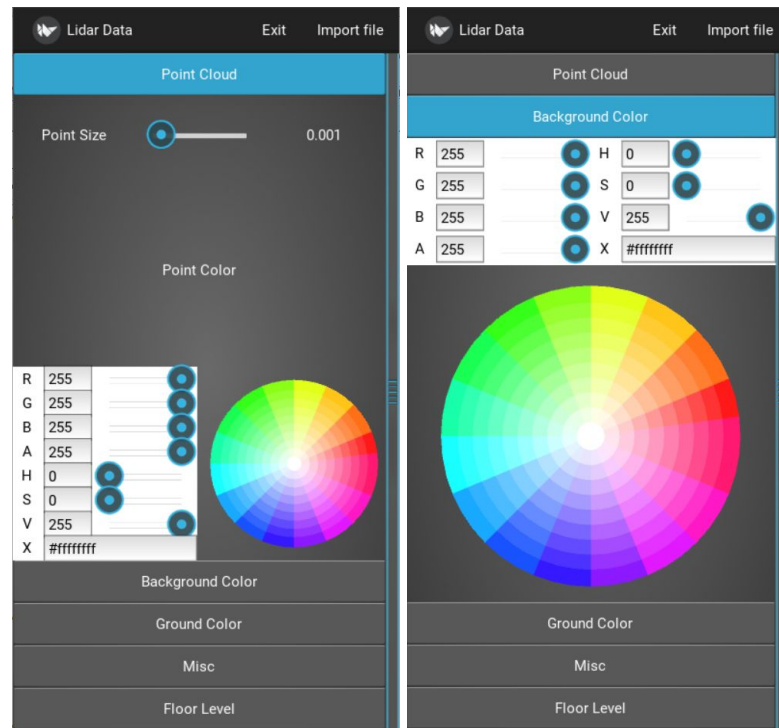 Lidar Data Exit Import file
Point Cloud
Point Size 0.001
Point Color
R 255
G 255
B 255
A 255
H 0
S 0
V 255
X #ffffffff
Background Color
Ground Color
Misc
Floor Level
Lidar Data Exit Import file
Point Cloud
Background Color
R 255 H 0
G 255 S 0
B 255 V 255
A 255 X #ffffffff
Ground Color
Misc
Floor Level